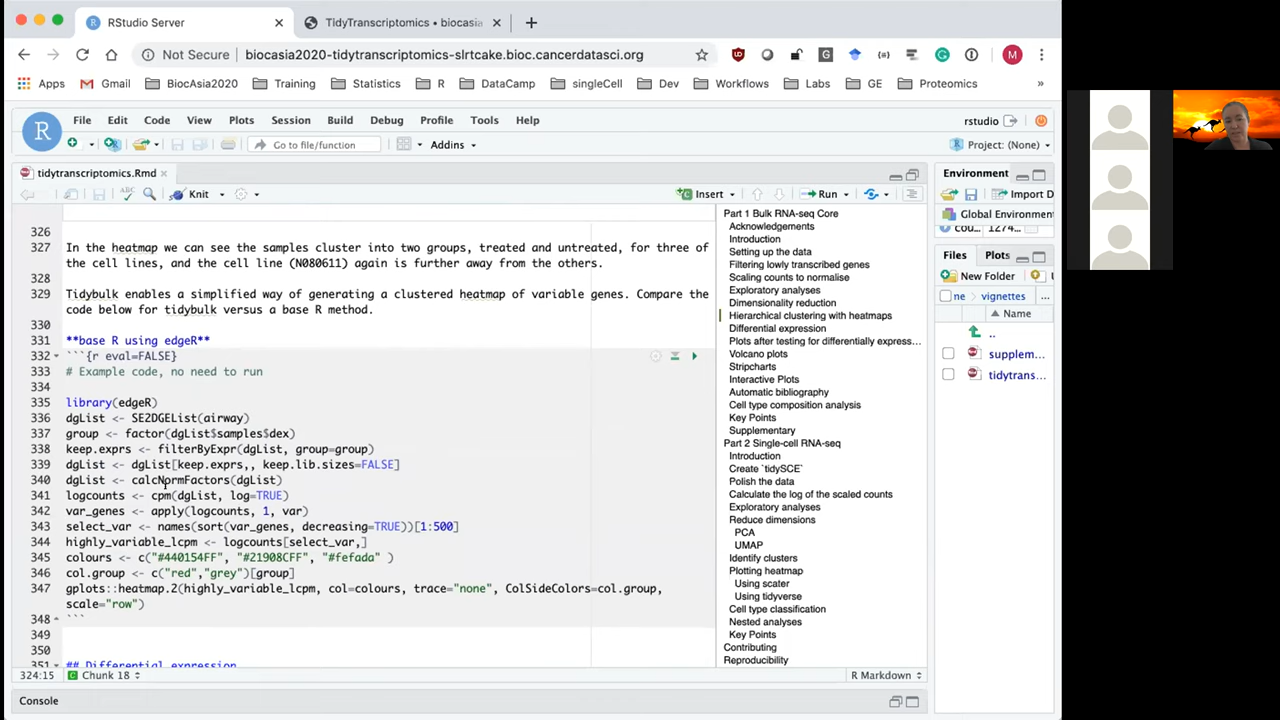 RStudio Server
TidyTranscriptomics • biocasia
Not Secure | biocasia2020-tidytranscriptomics-slrtcake.bioc.cancerdatasci.org
Apps Gmail BiocAsia2020 Training Statistics R DataCamp singleCell Dev Workflows Labs GE Proteomics »
File Edit Code View Plots Session Build Debug Profile Tools Help
rstudio
Go to file/function
Addins
Project: (None)
tidytranscriptomics.Rmd
ABC
Knit
Insert
Run
326
327 In the heatmap we can see the samples cluster into two groups, treated and untreated, for three of
the cell lines, and the cell line (N080611) again is further away from the others.
328
329 Tidybulk enables a simplified way of generating a clustered heatmap of variable genes. Compare the
code below for tidybulk versus a base R method.
330
331 **base R using edgeR**
332 ```{r eval=FALSE}
333 # Example code, no need to run
334
335 library(edgeR)
336 dgList <- SE2DGEList(airway)
337 group <- factor(dgList$samples$dex)
338 keep.exprs <- filterByExpr(dgList, group=group)
339 dgList <- dgList[keep.exprs,, keep.lib.sizes=FALSE]
340 dgList <- calcNormFactors(dgList)
341 logcounts <- cpm(dgList, log=TRUE)
342 var_genes <- apply(logcounts, 1, var)
343 select_var <- names(sort(var_genes, decreasing=TRUE))[1:500]
344 highly_variable_lcpm <- logcounts[select_var,]
345 colours <- c("#440154FF", "#21908CFF", "#fefada" )
346 col.group <- c("red","grey")[group]
347 gplots::heatmap.2(highly_variable_lcpm, col=colours, trace="none", ColSideColors=col.group,
scale="row")
348 ```
349
350
351 ## Differential expression
324:15 Chunk 18
R Markdown
Console
Part 1 Bulk RNA-seq Core
Acknowledgements
Introduction
Setting up the data
Filtering lowly transcribed genes
Scaling counts to normalise
Exploratory analyses
Dimensionality reduction
Hierarchical clustering with heatmaps
Differential expression
Plots after testing for differentially express...
Volcano plots
Stripcharts
Interactive Plots
Automatic bibliography
Cell type composition analysis
Key Points
Supplementary
Part 2 Single-cell RNA-seq
Introduction
Create `tidySCE`
Polish the data
Calculate the log of the scaled counts
Exploratory analyses
Reduce dimensions
PCA
UMAP
Identify clusters
Plotting heatmap
Using scater
Using tidyverse
Cell type classification
Nested analyses
Key Points
Contributing
Reproducibility
Environment
Import D
Global Environment
cou... 1274...
Files Plots
New Folder
ne vignettes ...
Name
..
supplem...
tidytrans...